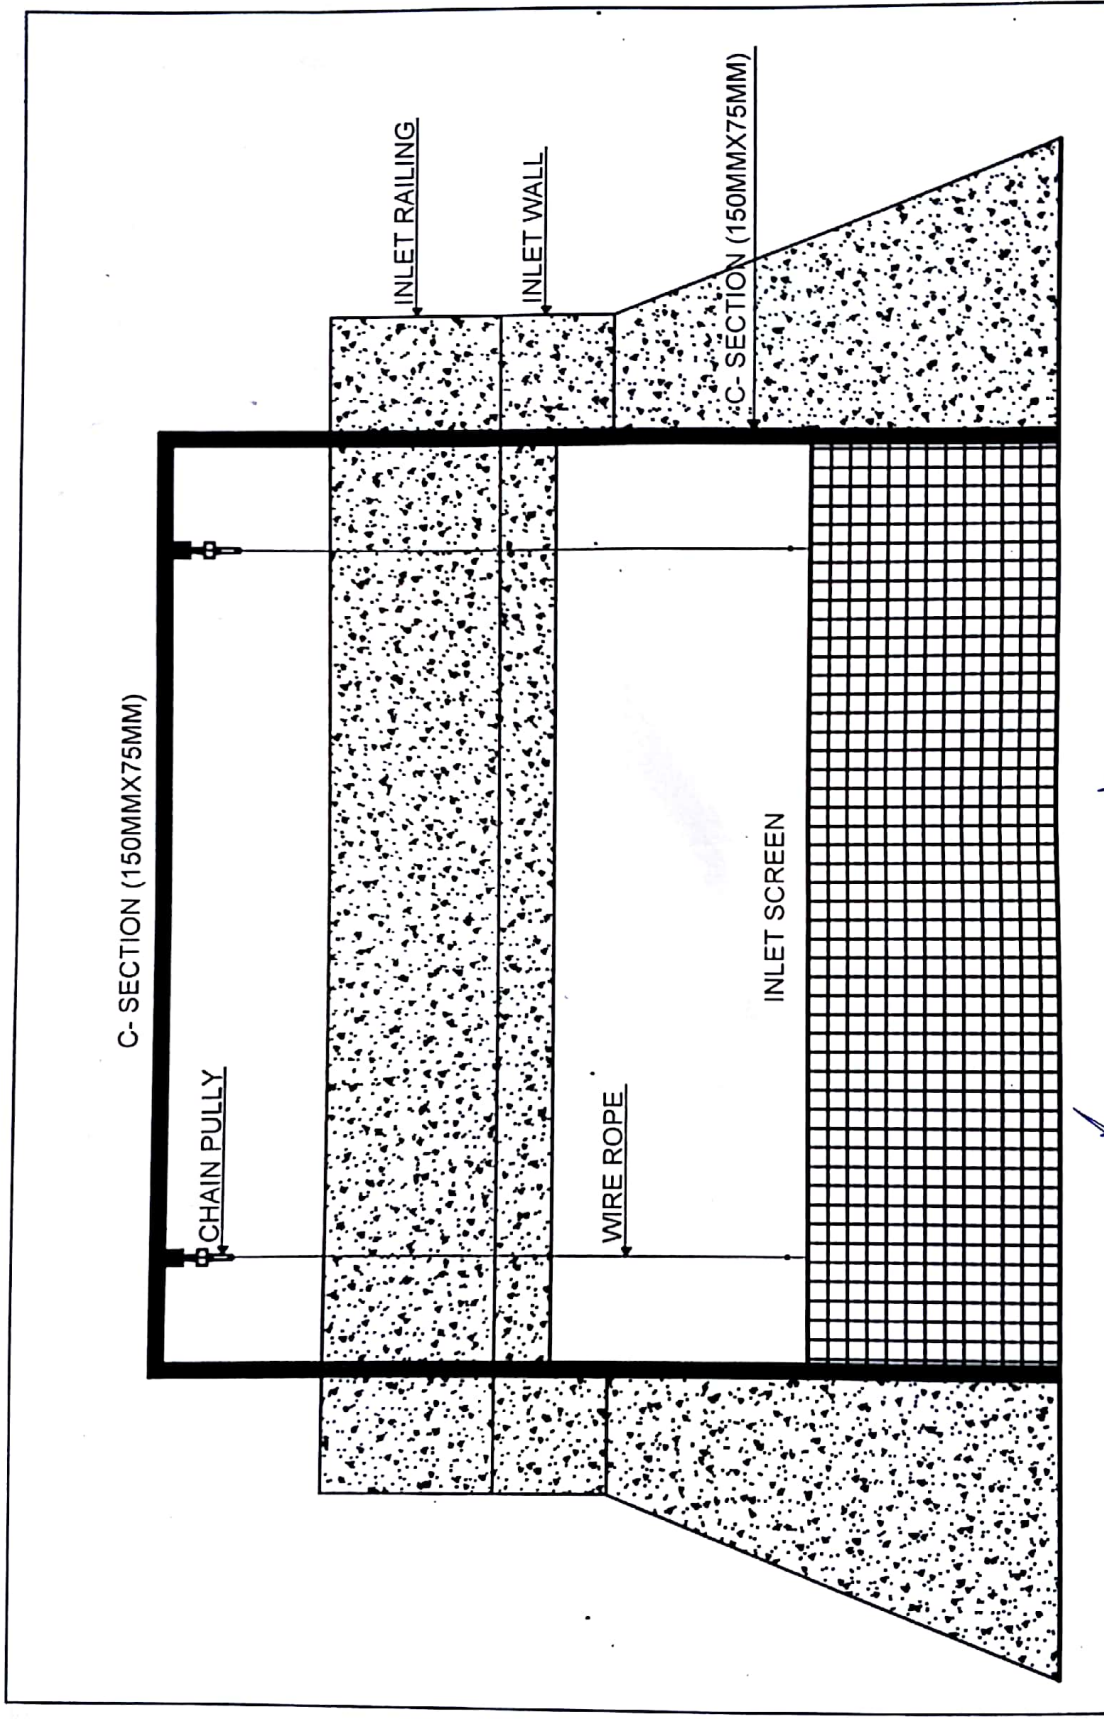 C- SECTION (150MMX75MM)
CHAIN PULLY
INLET RAILING
INLET WALL
WIRE ROPE
C- SECTION (150MMX75MM)
INLET SCREEN